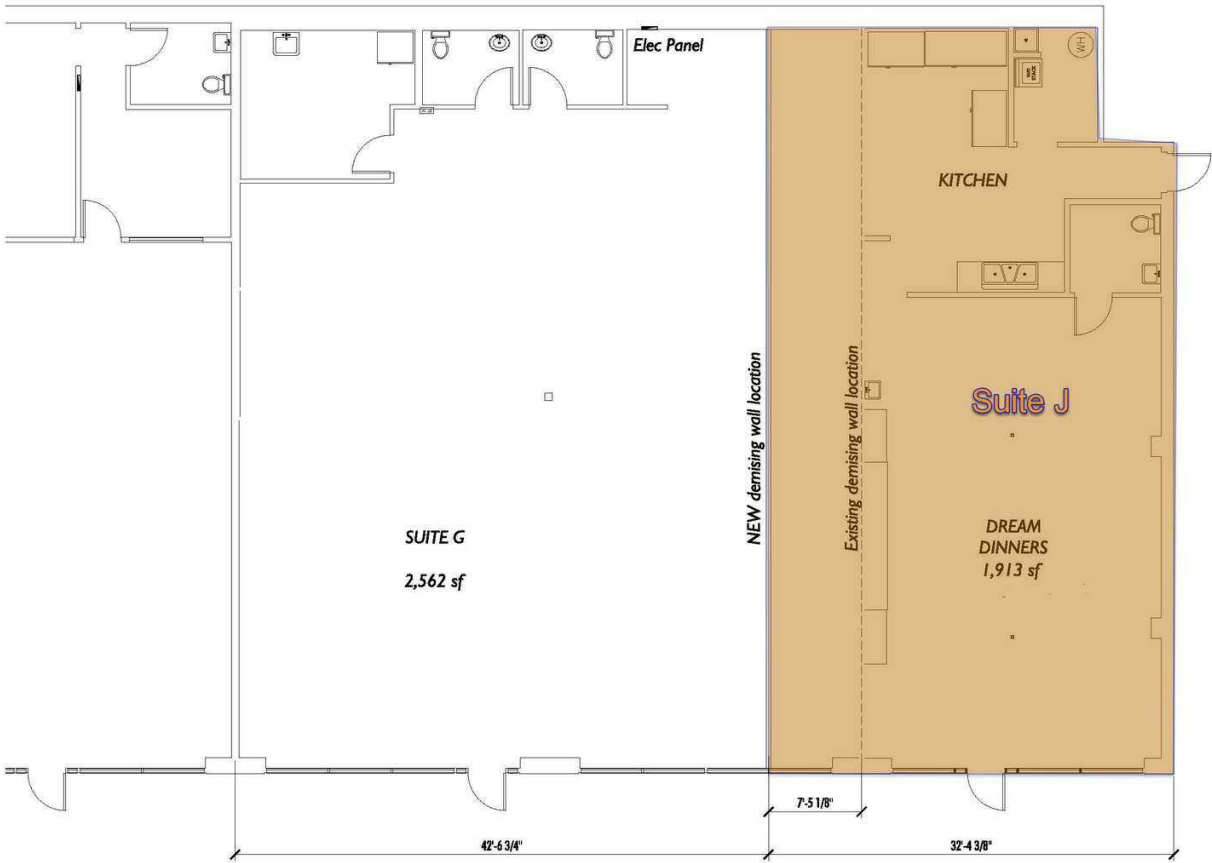 Elec Panel
WH
W/D
STACK
KITCHEN
NEW demising wall location
Existing demising wall location
Suite J
SUITE G
2,562 sf
DREAM
DINNERS
1,913 sf
7'-5 1/8"
42'-6 3/4"
32'-4 3/8"